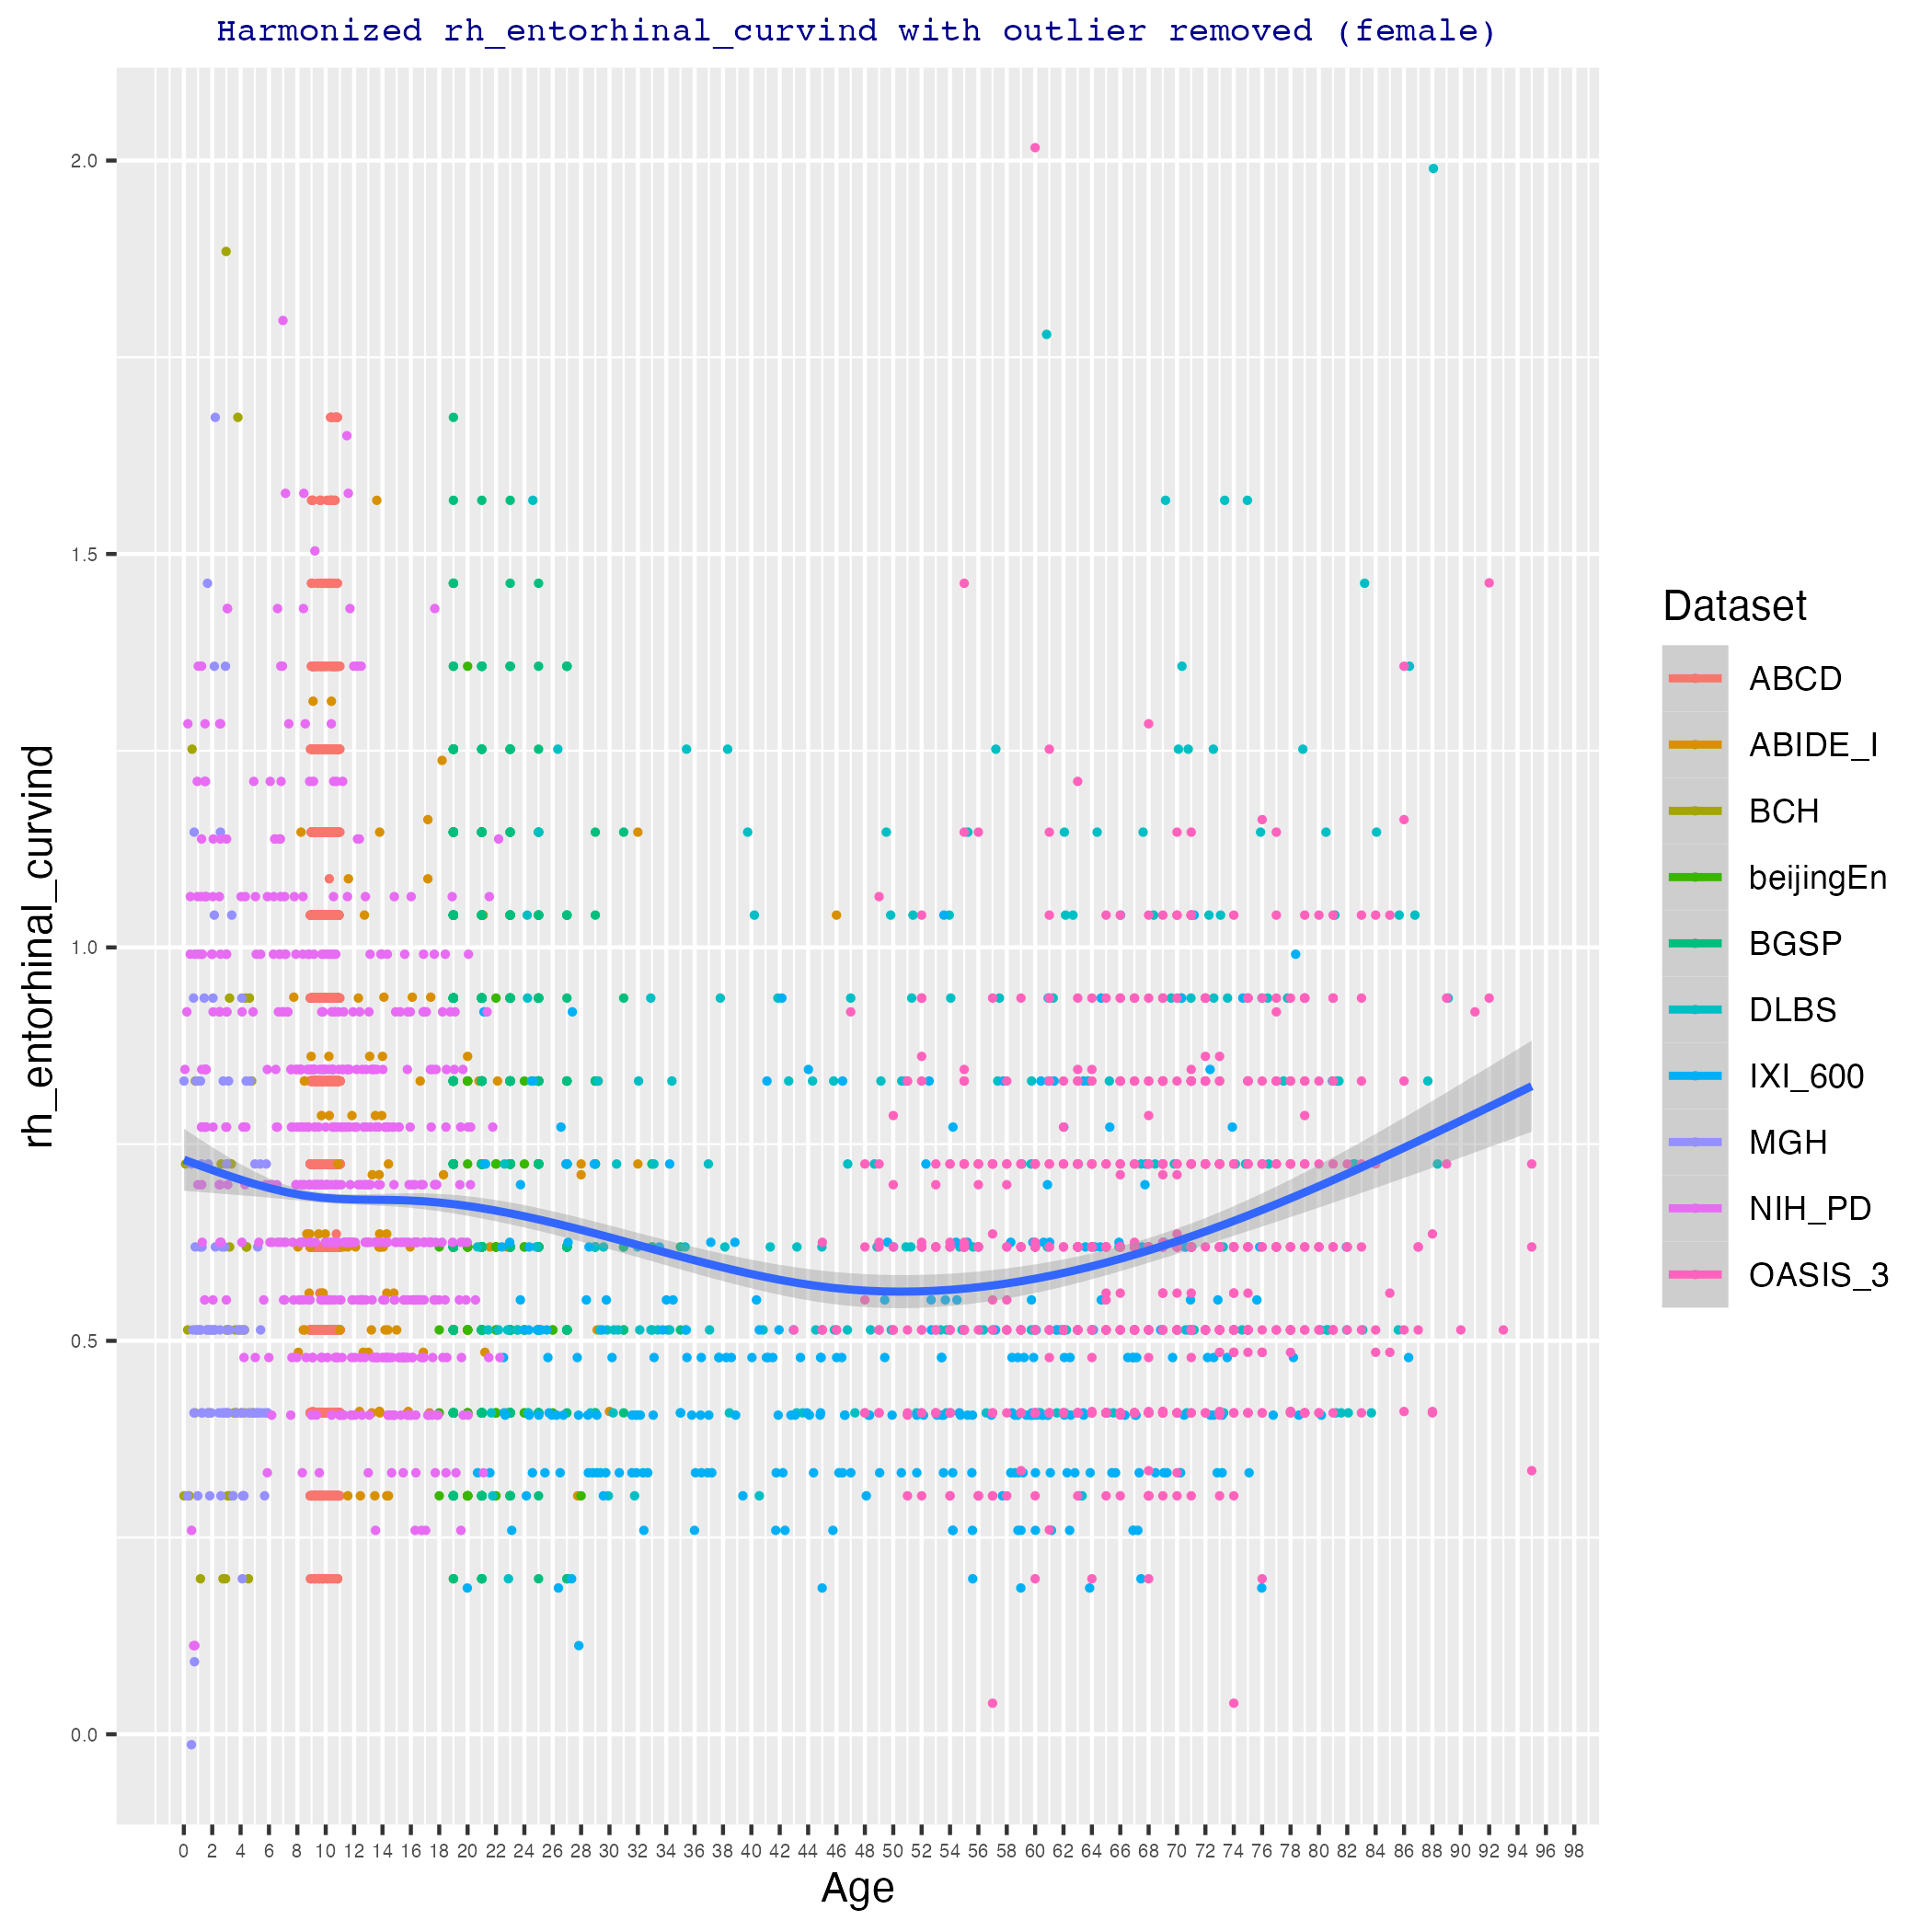 Harmonized rh_entorhinal_curvind with outlier removed (female)
rh_entorhinal_curvind
2.0
1.5
1.0
0.5
0.0
0 2 4 6 8 10 12 14 16 18 20 22 24 26 28 30 32 34 36 38 40 42 44 46 48 50 52 54 56 58 60 62 64 66 68 70 72 74 76 78 80 82 84 86 88 90 92 94 96 98
Age
Dataset
ABCD
ABIDE_I
BCH
beijingEn
BGSP
DLBS
IXI_600
MGH
NIH_PD
OASIS_3